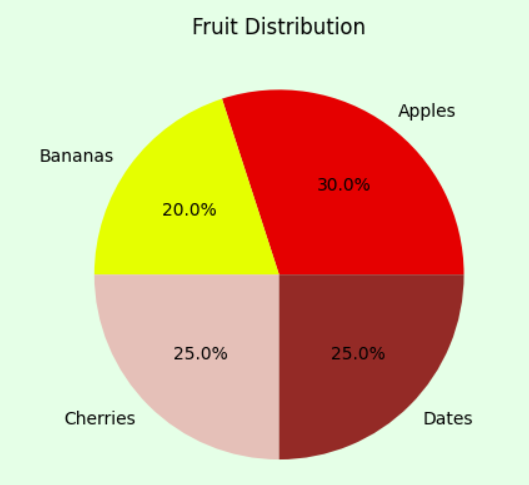 Fruit Distribution
Apples
30.0%
Bananas
20.0%
25.0%
25.0%
Cherries
Dates